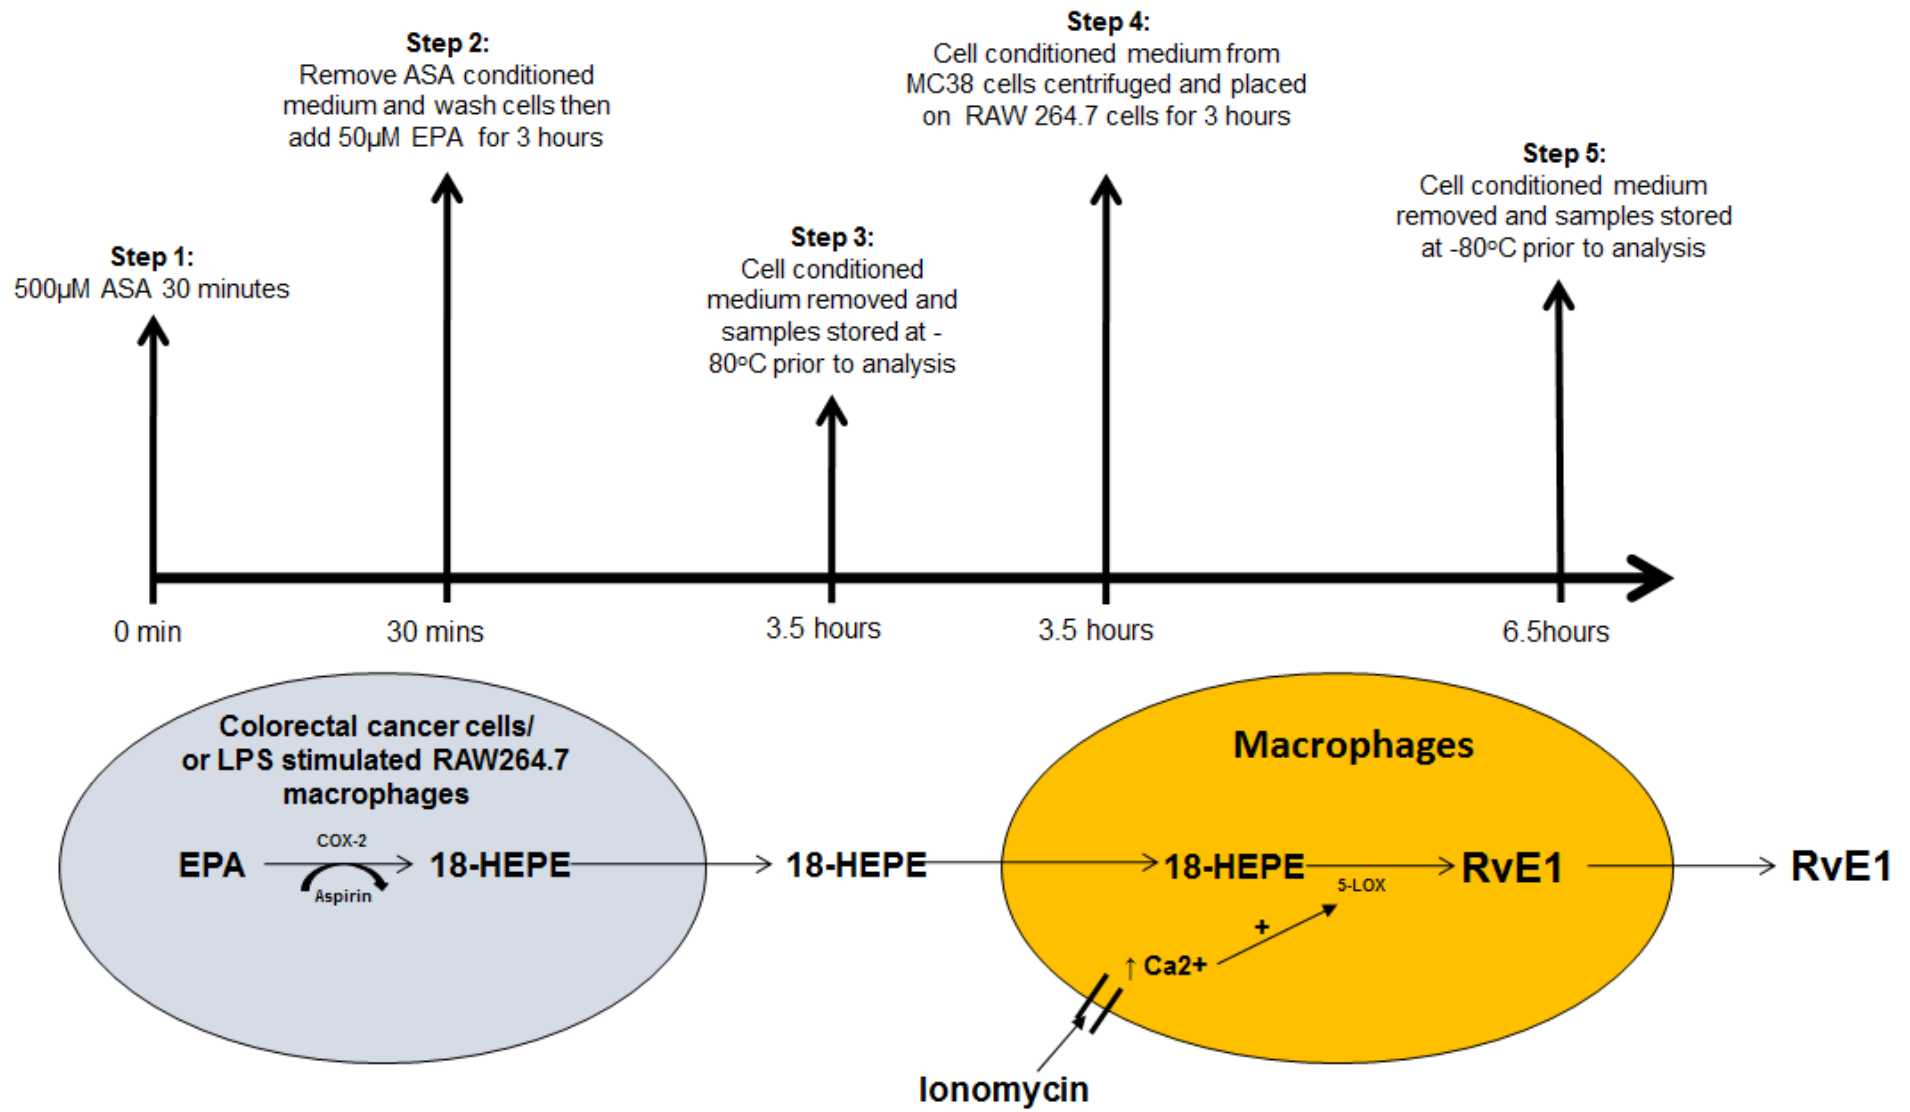 Step 1:
500µM ASA 30 minutes
Step 2:
Remove ASA conditioned
medium and wash cells then
add 50µM EPA for 3 hours
Step 3:
Cell conditioned
medium removed and
samples stored at -
80ºC prior to analysis
Step 4:
Cell conditioned medium from
MC38 cells centrifuged and placed
on RAW 264.7 cells for 3 hours
Step 5:
Cell conditioned medium
removed and samples stored
at -80ºC prior to analysis
0 min
30 mins
3.5 hours
3.5 hours
6.5hours
Colorectal cancer cells/
or LPS stimulated RAW264.7
macrophages
EPA
COX-2
Aspirin
18-HEPE
18-HEPE
Macrophages
18-HEPE
5-LOX
RvE1
RvE1
+
↑ Ca2+
Ionomycin